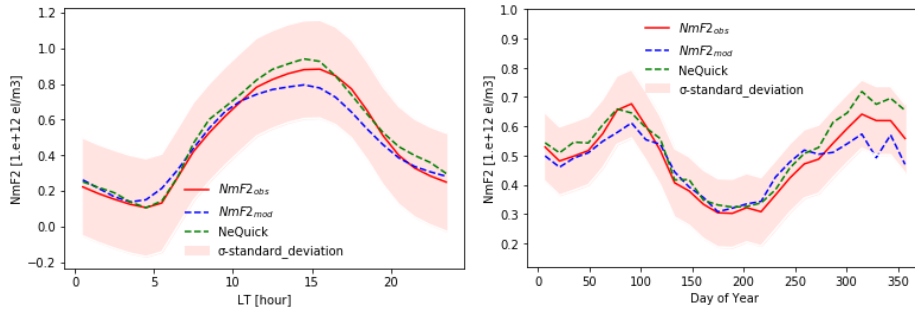 1.2
1.0
0.8
0.6
0.4
0.2
0.0
−0.2
NmF2 [1.e+12 el/m3]
NmF2obs
NmF2mod
NeQuick
σ-standard_deviation
0 5 10 15 20
LT [hour]
1.0
0.9
0.8
0.7
0.6
0.5
0.4
0.3
0.2
NmF2 [1.e+12 el/m3]
NmF2obs
NmF2mod
NeQuick
σ-standard_deviation
0 50 100 150 200 250 300 350
Day of Year